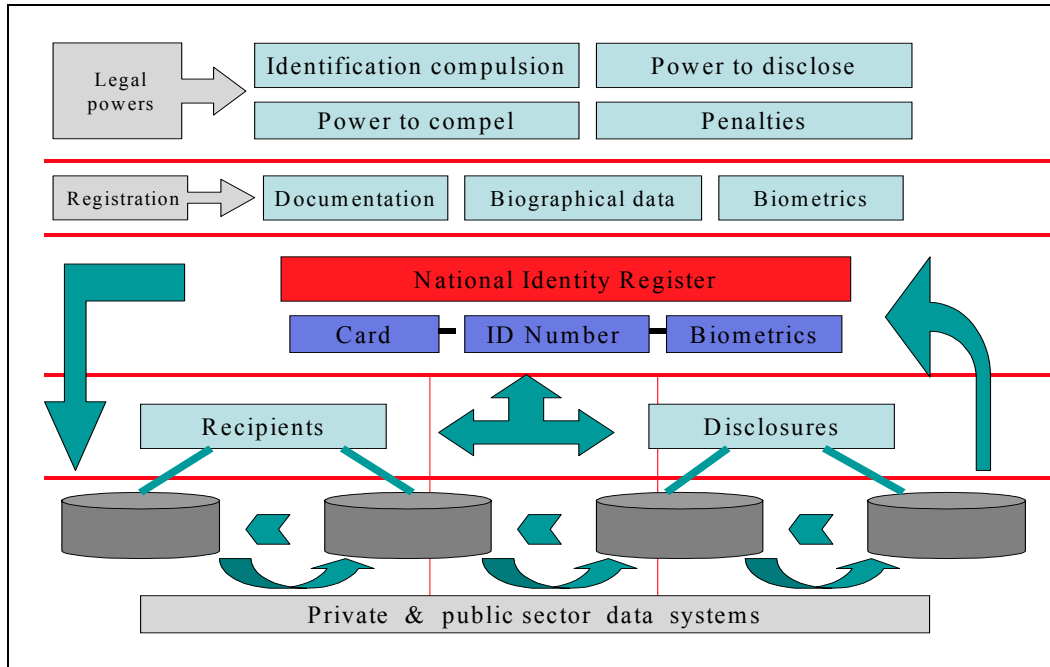 Legal
powers
Identification compulsion
Power to disclose
Power to compel
Penalties
Registration
Documentation
Biographical data
Biometrics
National Identity Register
Card
ID Number
Biometrics
Recipients
Disclosures
Private & public sector data systems